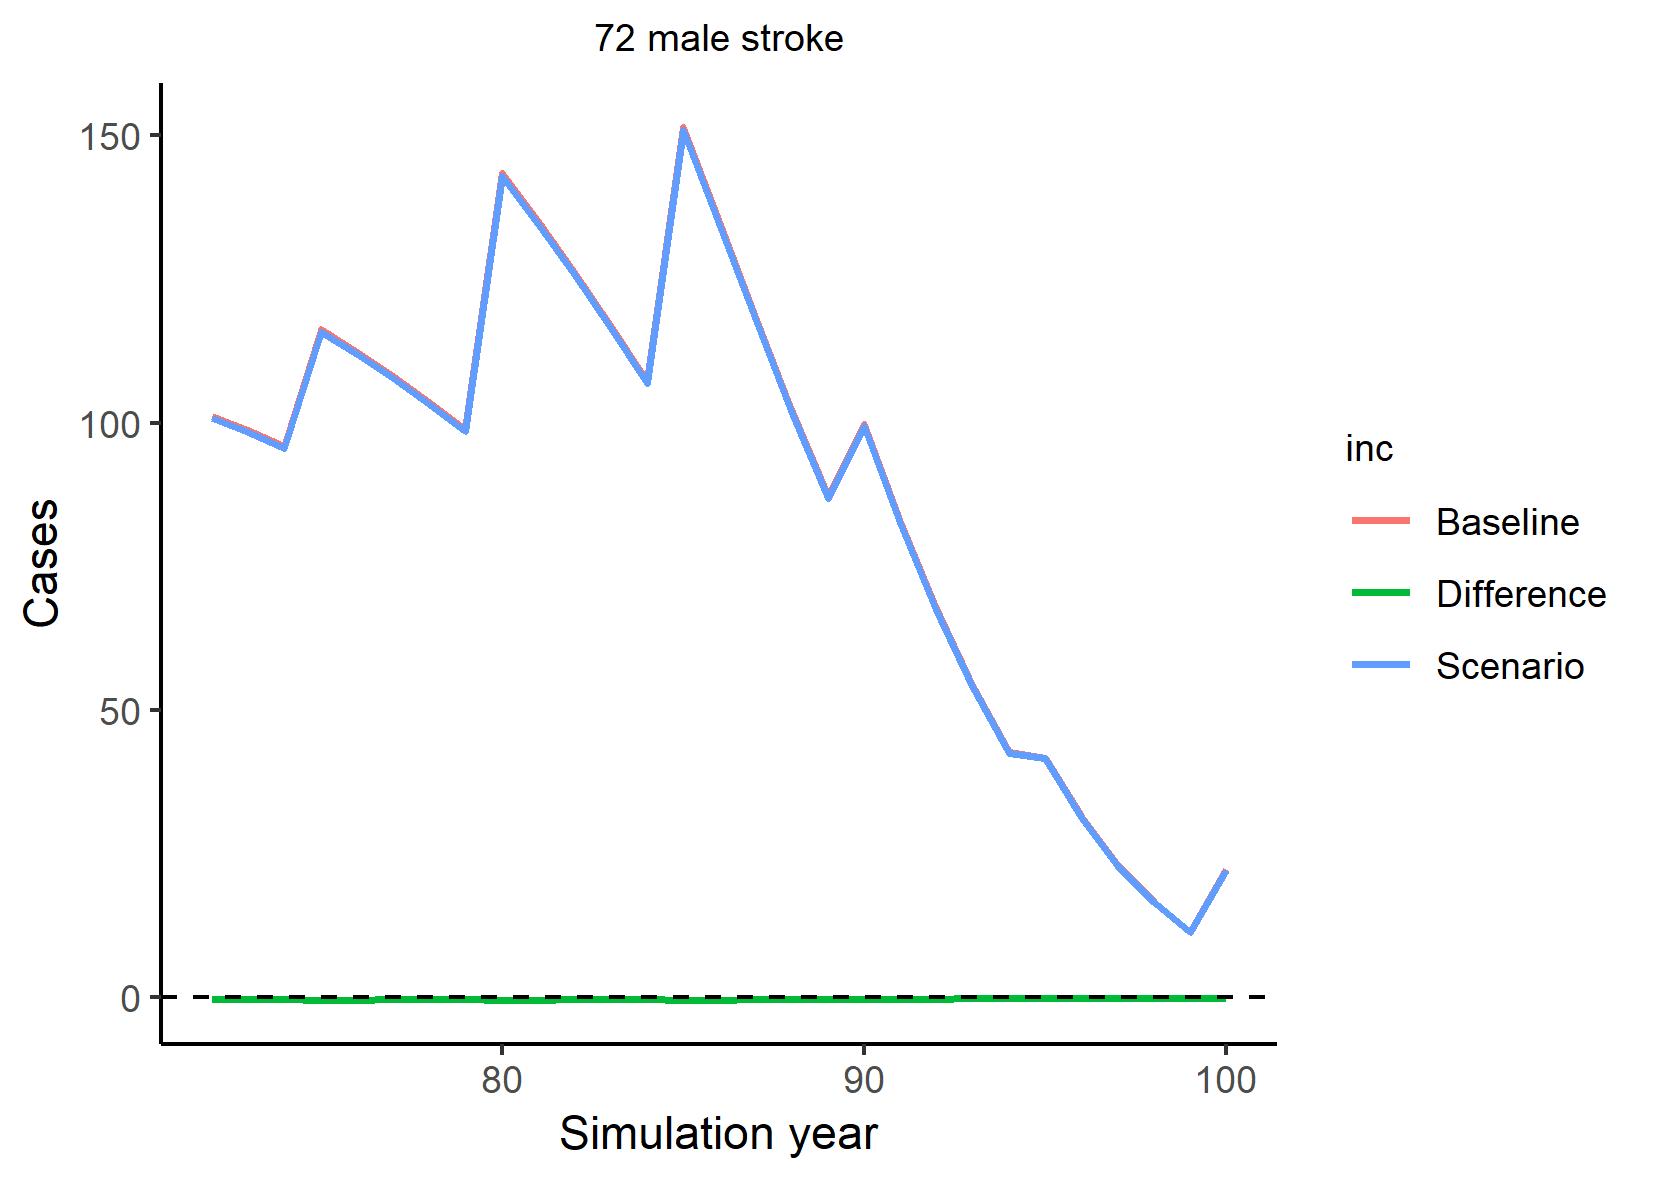 72 male stroke
150
100
50
0
Cases
80
90
100
Simulation year
inc
Baseline
Difference
Scenario